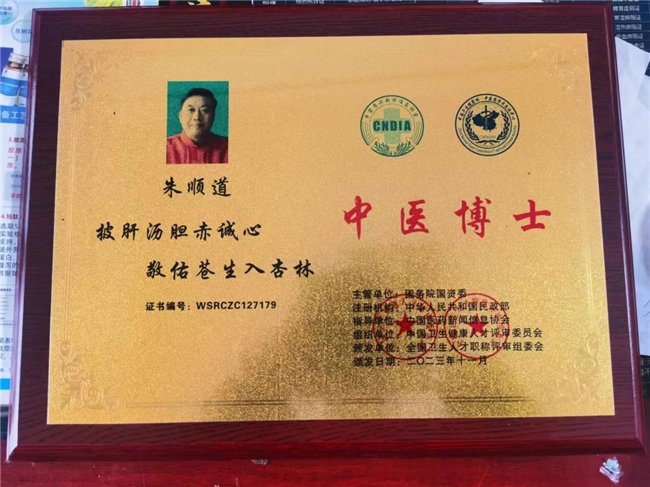 CNDIA
朱顺道
披肝沥胆赤诚心
敬佑苍生入杏林
证书编号：WSRCZC127179
中医博士
主管单位：国务院国资委
注册机构：中华人民共和国民政部
指导单位：中国医药新闻信息协会
组织单位：中国卫生健康人才评审委员会
颁发单位：全国卫生人才职称评审组委会
颁发日期：二〇二三年十一月